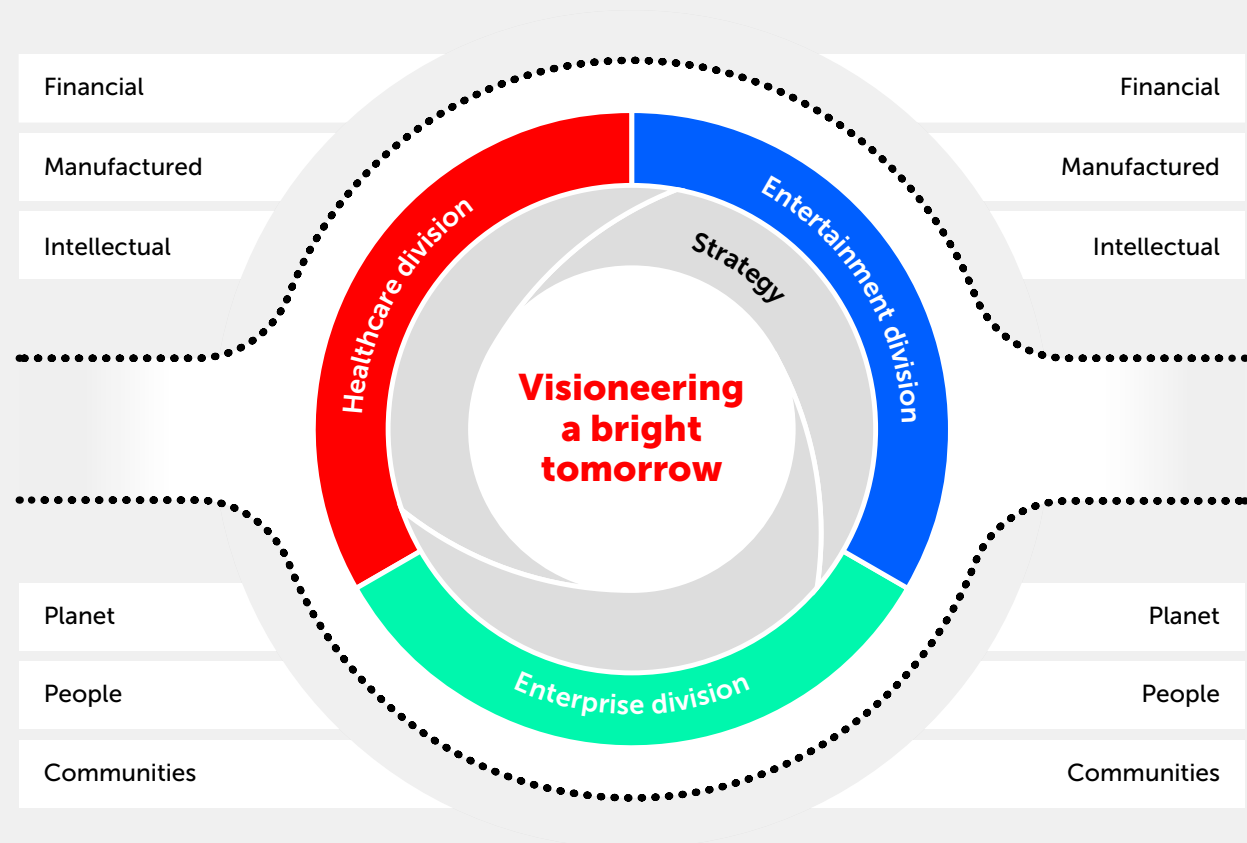 Financial
Manufactured
Intellectual
Planet
People
Communities
Healthcare division
Entertainment division
Enterprise division
Strategy
Visioneering
a bright
tomorrow
Financial
Manufactured
Intellectual
Planet
People
Communities